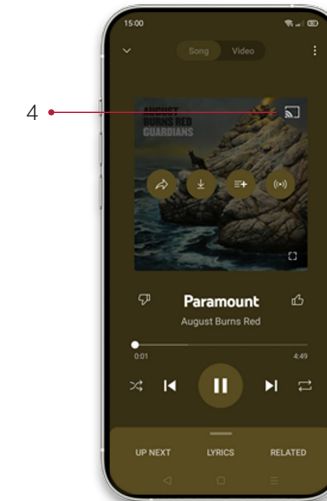 15:00
Song Video
4
AUGUST
BURNS RED
GUARDIANS
Paramount
August Burns Red
0:01 4:49
UP NEXT LYRICS RELATED